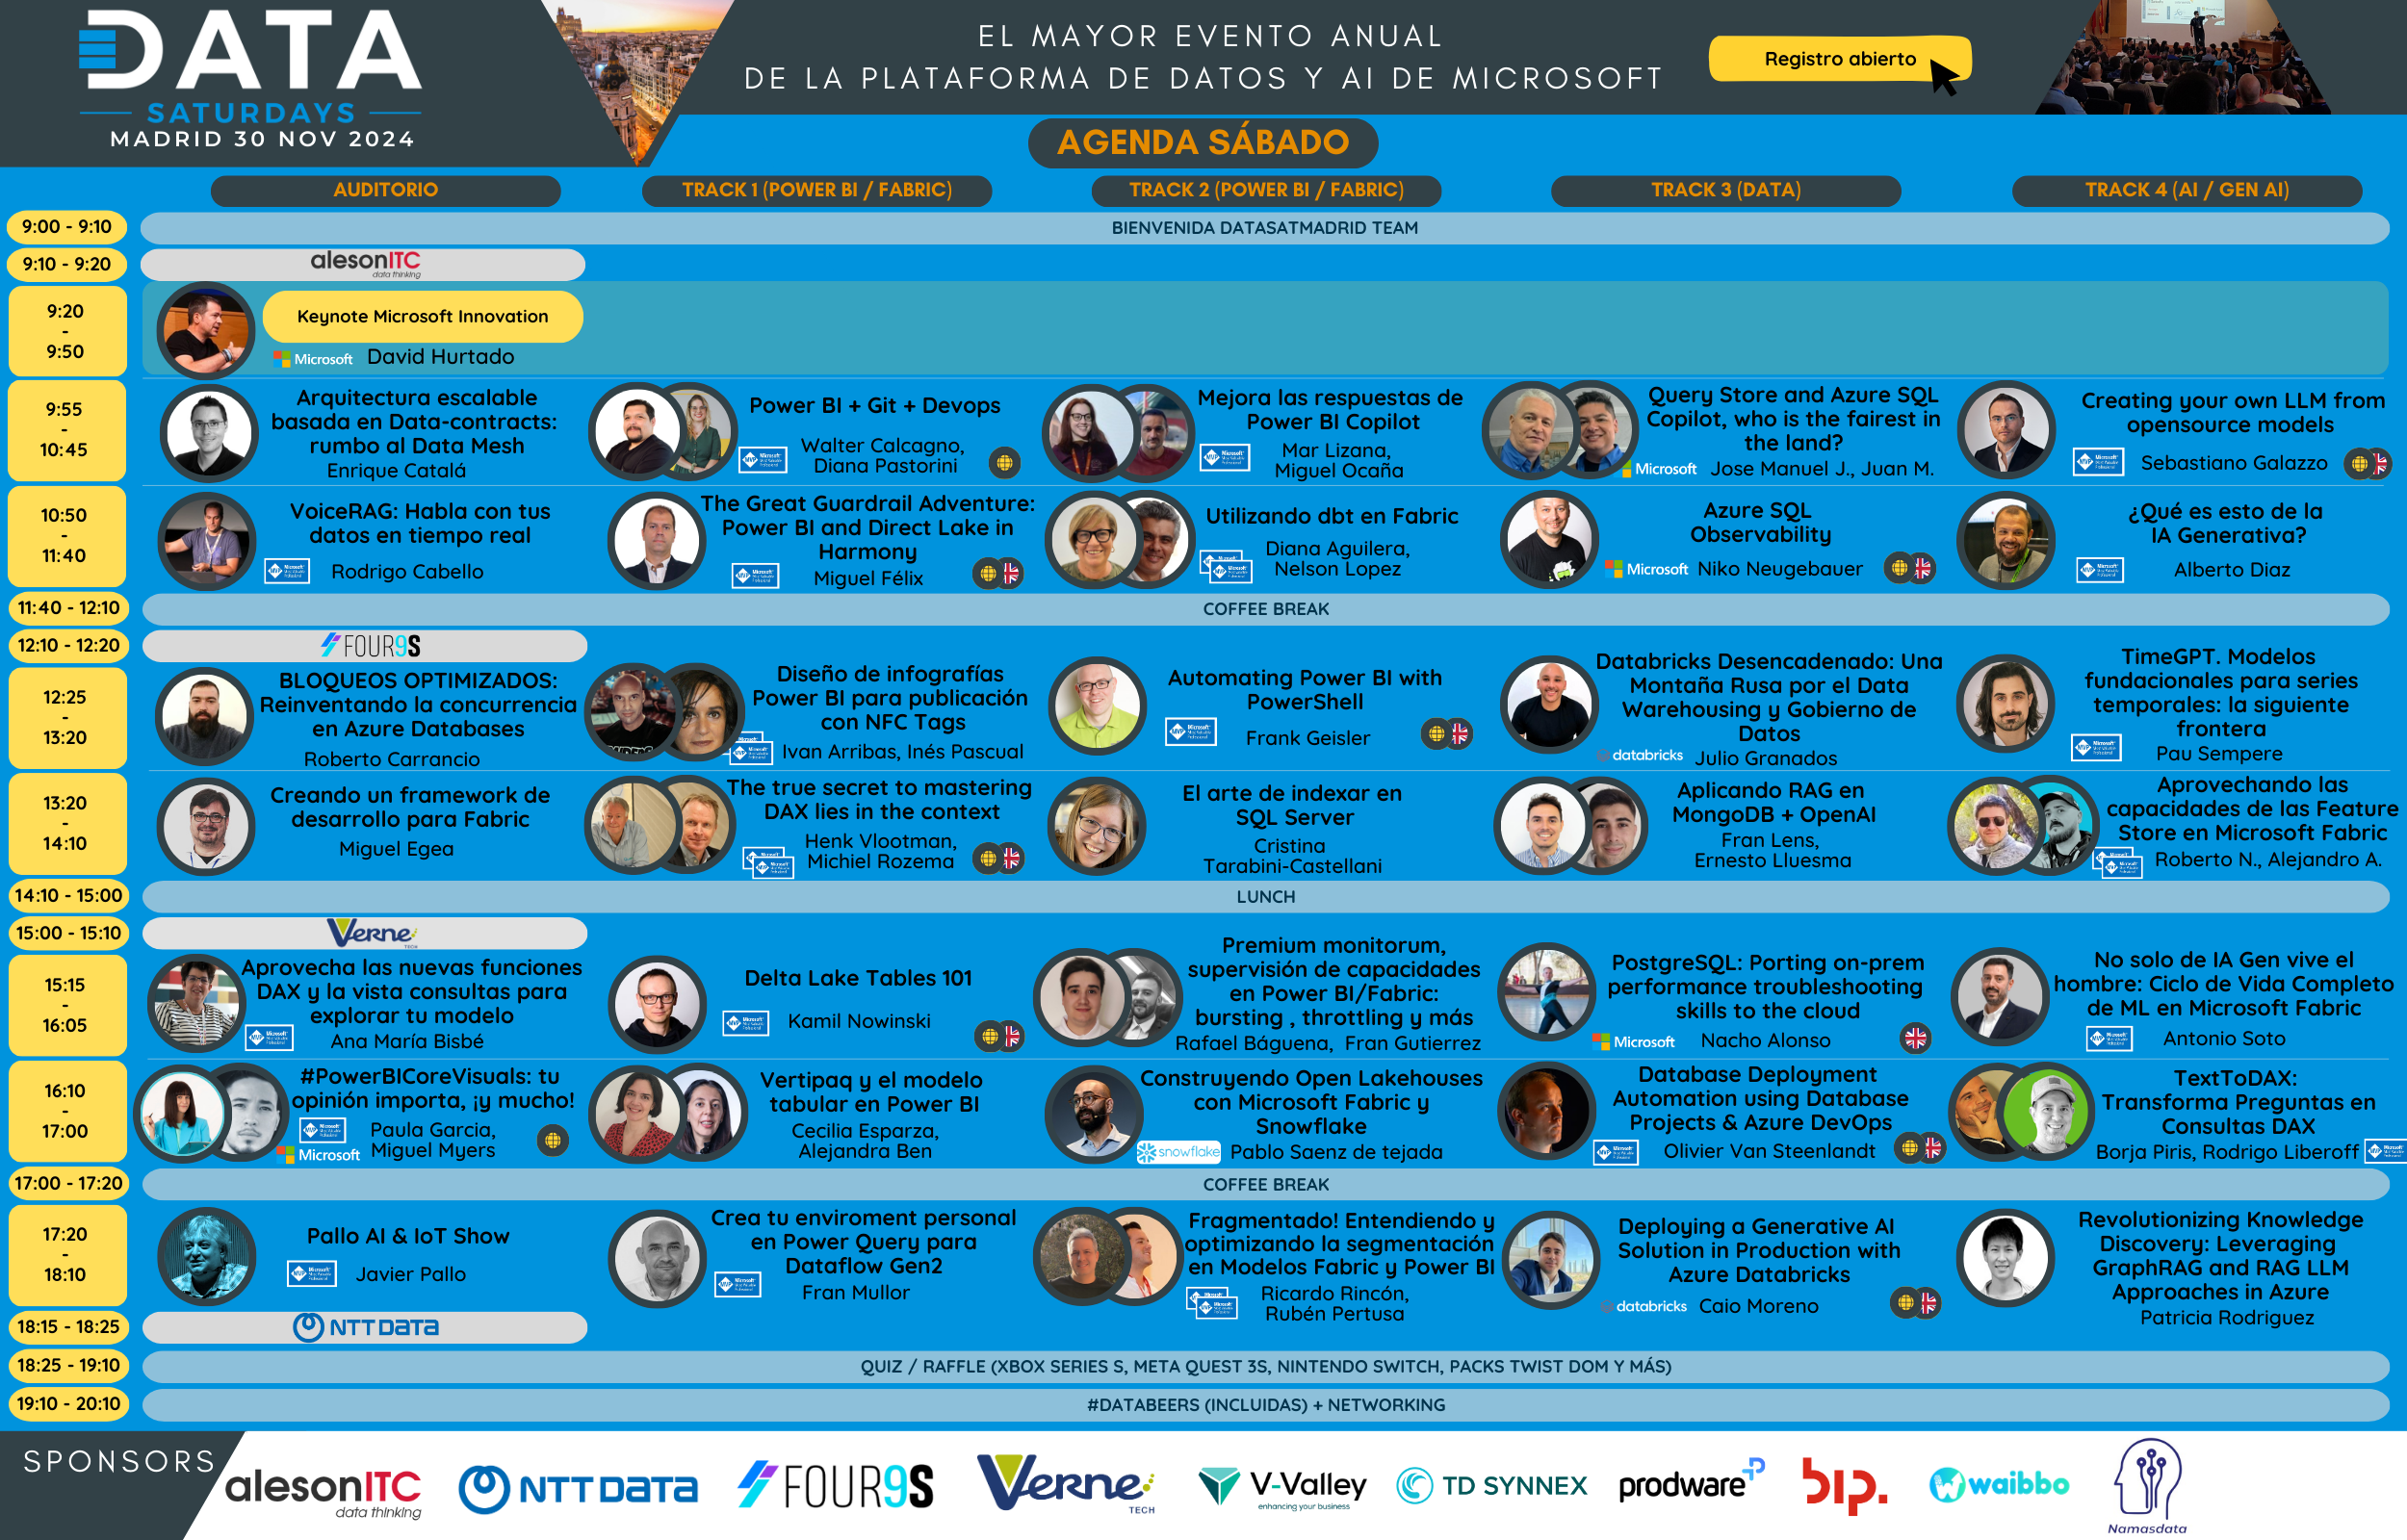 DATA
SATURDAYS
MADRID 30 NOV 2024
EL MAYOR EVENTO ANUAL
DE LA PLATAFORMA DE DATOS Y AI DE MICROSOFT
Registro abierto
AGENDA SÁBADO
AUDITORIO
TRACK 1 (POWER BI / FABRIC)
TRACK 2 (POWER BI / FABRIC)
TRACK 3 (DATA)
TRACK 4 (AI / GEN AI)
9:00 - 9:10
BIENVENIDA DATASATMADRID TEAM
9:10 - 9:20
alesonITC
data thinking
9:20
-
9:50
Keynote Microsoft Innovation
Microsoft
David Hurtado
9:55
-
10:45
Arquitectura escalable
basada en Data-contracts:
rumbo al Data Mesh
Enrique Catalá
Power BI + Git + Devops
Walter Calcagno,
Diana Pastorini
Mejora las respuestas de
Power BI Copilot
Mar Lizana,
Miguel Ocaña
Query Store and Azure SQL
Copilot, who is the fairest in
the land?
Microsoft
Jose Manuel J., Juan M.
Creating your own LLM from
opensource models
Sebastiano Galazzo
10:50
-
11:40
VoiceRAG: Habla con tus
datos en tiempo real
Rodrigo Cabello
The Great Guardrail Adventure:
Power BI and Direct Lake in
Harmony
Miguel Félix
Utilizando dbt en Fabric
Diana Aguilera,
Nelson Lopez
Azure SQL
Observability
Microsoft
Niko Neugebauer
¿Qué es esto de la
IA Generativa?
Alberto Diaz
11:40 - 12:10
COFFEE BREAK
12:10 - 12:20
FOUR9S
12:25
-
13:20
BLOQUEOS OPTIMIZADOS:
Reinventando la concurrencia
en Azure Databases
Roberto Carrancio
Diseño de infografías
Power BI para publicación
con NFC Tags
Ivan Arribas, Inés Pascual
Automating Power BI with
PowerShell
Frank Geisler
Databricks Desencadenado: Una
Montaña Rusa por el Data
Warehousing y Gobierno de
Datos
databricks
Julio Granados
TimeGPT. Modelos
fundacionales para series
temporales: la siguiente
frontera
Pau Sempere
13:20
-
14:10
Creando un framework de
desarrollo para Fabric
Miguel Egea
The true secret to mastering
DAX lies in the context
Henk Vlootman,
Michiel Rozema
El arte de indexar en
SQL Server
Cristina
Tarabini-Castellani
Aplicando RAG en
MongoDB + OpenAI
Fran Lens,
Ernesto Lluesma
Aprovechando las
capacidades de las Feature
Store en Microsoft Fabric
Roberto N., Alejandro A.
14:10 - 15:00
LUNCH
15:00 - 15:10
VERNE
TECH
15:15
-
16:05
Aprovecha las nuevas funciones
DAX y la vista consultas para
explorar tu modelo
Ana María Bisbé
Delta Lake Tables 101
Kamil Nowinski
Premium monitorum,
supervisión de capacidades
en Power BI/Fabric:
bursting , throttling y más
Rafael Báguena, Fran Gutierrez
PostgreSQL: Porting on-prem
performance troubleshooting
skills to the cloud
Microsoft
Nacho Alonso
No solo de IA Gen vive el
hombre: Ciclo de Vida Completo
de ML en Microsoft Fabric
Antonio Soto
16:10
-
17:00
#PowerBICoreVisuals: tu
opinión importa, ¡y mucho!
Paula Garcia,
Microsoft
Miguel Myers
Vertipaq y el modelo
tabular en Power BI
Cecilia Esparza,
Alejandra Ben
Construyendo Open Lakehouses
con Microsoft Fabric y
Snowflake
snowflake
Pablo Saenz de tejada
Database Deployment
Automation using Database
Projects & Azure DevOps
Olivier Van Steenlandt
TextToDAX:
Transforma Preguntas en
Consultas DAX
Borja Piris, Rodrigo Liberoff
17:00 - 17:20
COFFEE BREAK
17:20
-
18:10
Pallo AI & IoT Show
Javier Pallo
Crea tu enviroment personal
en Power Query para
Dataflow Gen2
Fran Mullor
Fragmentado! Entendiendo y
optimizando la segmentación
en Modelos Fabric y Power BI
Ricardo Rincón,
Rubén Pertusa
Deploying a Generative AI
Solution in Production with
Azure Databricks
databricks
Caio Moreno
Revolutionizing Knowledge
Discovery: Leveraging
GraphRAG and RAG LLM
Approaches in Azure
Patricia Rodriguez
18:15 - 18:25
NTT DATA
18:25 - 19:10
QUIZ / RAFFLE (XBOX SERIES S, META QUEST 3S, NINTENDO SWITCH, PACKS TWIST DOM Y MÁS)
19:10 - 20:10
#DATABEERS (INCLUIDAS) + NETWORKING
SPONSORS
alesonITC
data thinking
NTT DATA
FOUR9S
VERNE
TECH
V-Valley
enhancing your business
TD SYNNEX
prodware
bip.
waibbo
Namasdata